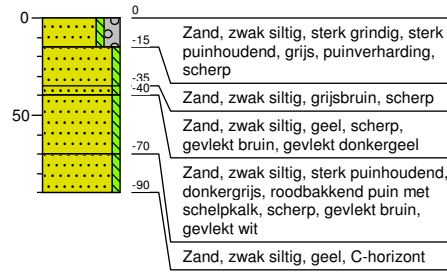 0
0
Zand, zwak siltig, sterk grindig, sterk
puinhoudend, grijs, puinverharding,
scherp
-15
Zand, zwak siltig, grijsbruin, scherp
-35
-40
Zand, zwak siltig, geel, scherp,
gevlekt bruin, gevlekt donkergeel
50
-70
Zand, zwak siltig, sterk puinhoudend,
donkergrijs, roodbakkend puin met
schelpkalk, scherp, gevlekt bruin,
gevlekt wit
-90
Zand, zwak siltig, geel, C-horizont